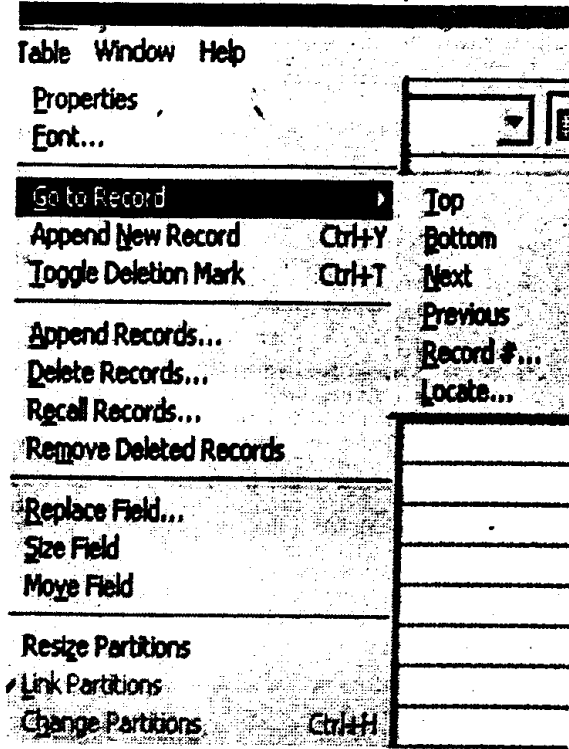 Table Window Help
Properties
Font...
Go to Record
Append New Record Ctrl+Y
Toggle Deletion Mark Ctrl+T
Append Records...
Delete Records...
Recall Records...
Remove Deleted Records
Replace Field...
Size Field
Move Field
Resize Partitions
Link Partitions
Change Partitions Ctrl+H
Top
Bottom
Next
Previous
Record #...
Locate...